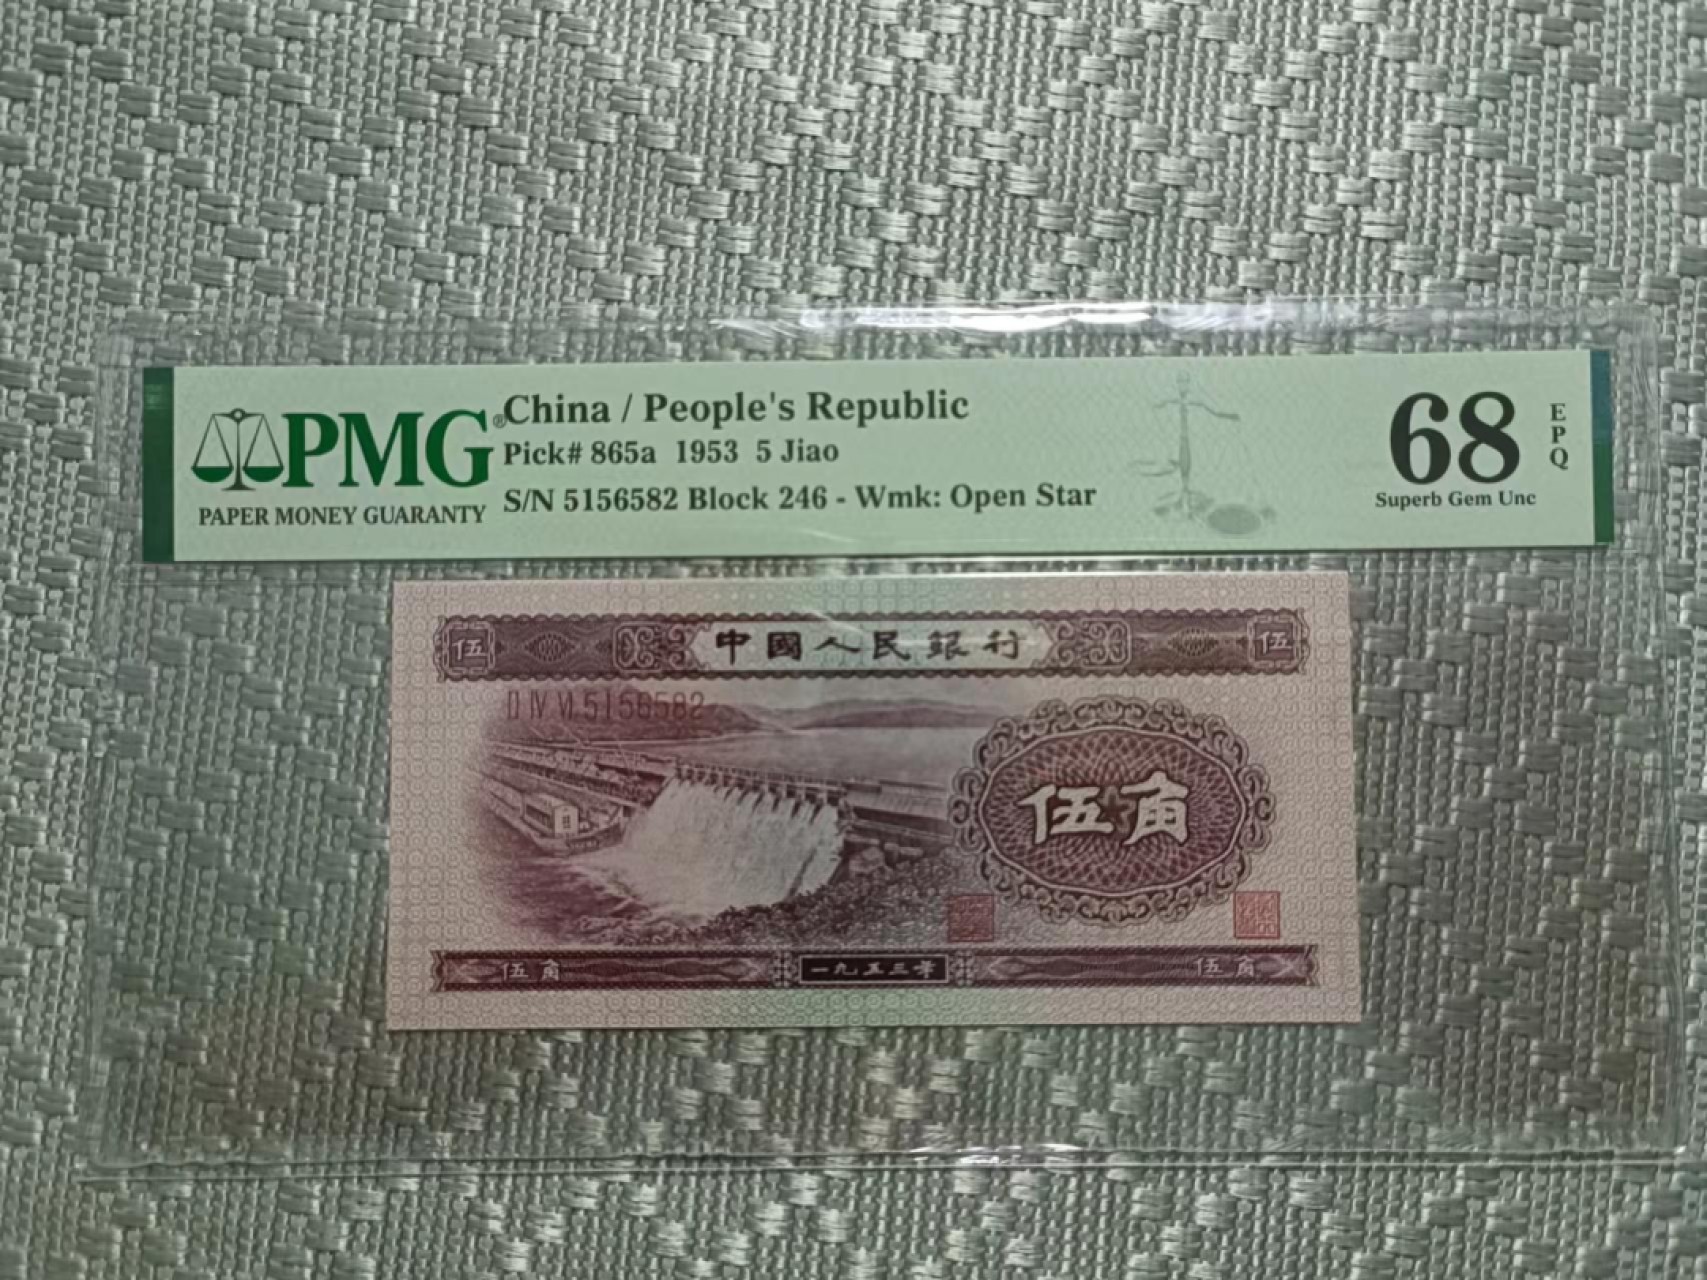 PMG®
PAPER MONEY GUARANTY
China / People's Republic
Pick# 865a 1953 5 Jiao
S/N 5156582 Block 246 - Wmk: Open Star
68
EPQ
Superb Gem Unc
伍 中國人民銀行 伍
II IV VI 5156582
伍角
伍角 一九五三年 伍角